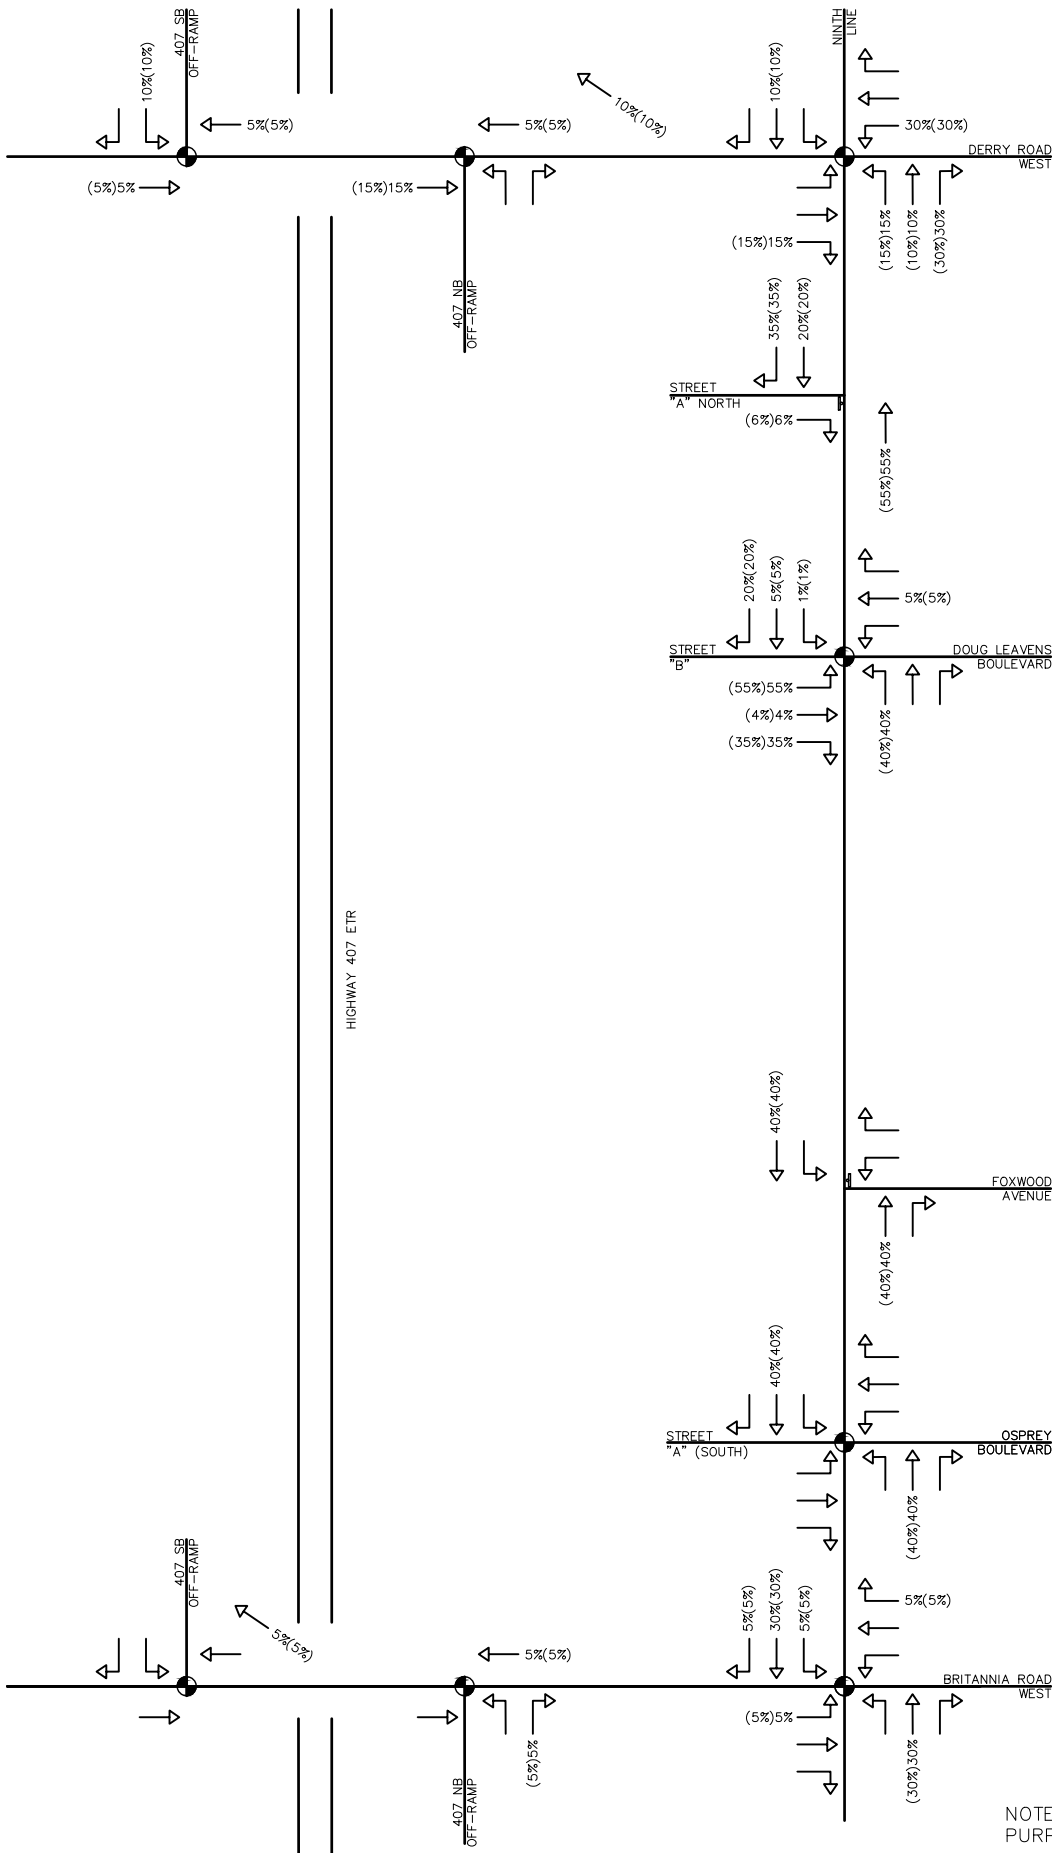 407 SB
OFF-RAMP
10%(10%)
5%(5%)
(5%)5%
10%(10%)
5%(5%)
(15%)15%
407 NB
OFF-RAMP
NINTH
LINE
10%(10%)
30%(30%)
DERRY ROAD
WEST
(15%)15%
(15%)15%
(10%)10%
(30%)30%
35%(35%)
20%(20%)
STREET
"A" NORTH
(6%)6%
(55%)55%
20%(20%)
5%(5%)
1%(1%)
5%(5%)
STREET
"B"
DOUG LEAVENS
BOULEVARD
(55%)55%
(4%)4%
(35%)35%
(40%)40%
HIGHWAY 407 ETR
40%(40%)
FOXWOOD
AVENUE
(40%)40%
40%(40%)
STREET
"A" (SOUTH)
OSPREY
BOULEVARD
(40%)40%
407 SB
OFF-RAMP
5%(5%)
5%(5%)
5%(5%)
30%(30%)
5%(5%)
5%(5%)
BRITANNIA ROAD
WEST
(5%)5%
(5%)5%
(30%)30%
407 NB
OFF-RAMP
NOTE